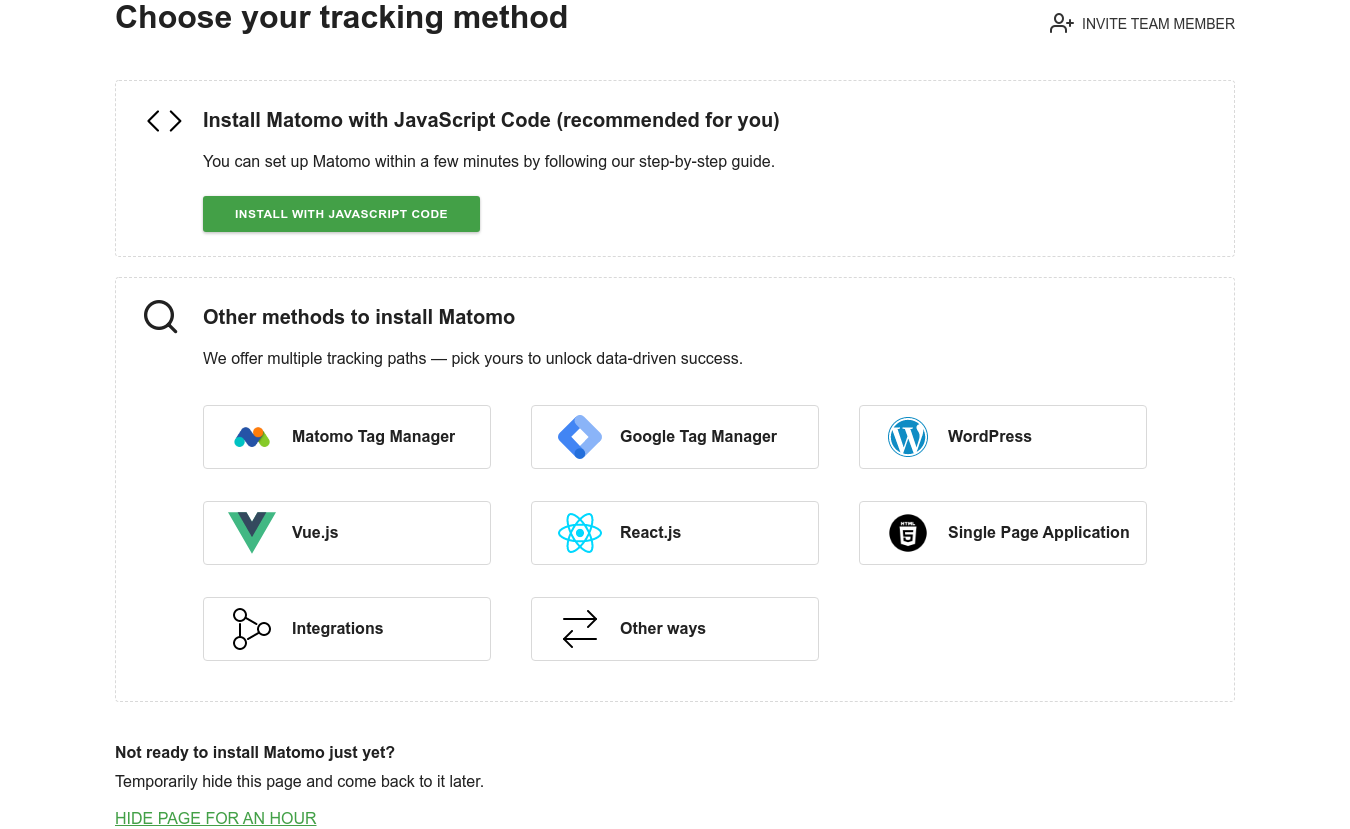 Choose your tracking method
INVITE TEAM MEMBER
Install Matomo with JavaScript Code (recommended for you)
You can set up Matomo within a few minutes by following our step-by-step guide.
INSTALL WITH JAVASCRIPT CODE
Other methods to install Matomo
We offer multiple tracking paths — pick yours to unlock data-driven success.
Matomo Tag Manager
Google Tag Manager
WordPress
Vue.js
React.js
HTML
5
Single Page Application
Integrations
Other ways
Not ready to install Matomo just yet?
Temporarily hide this page and come back to it later.
HIDE PAGE FOR AN HOUR